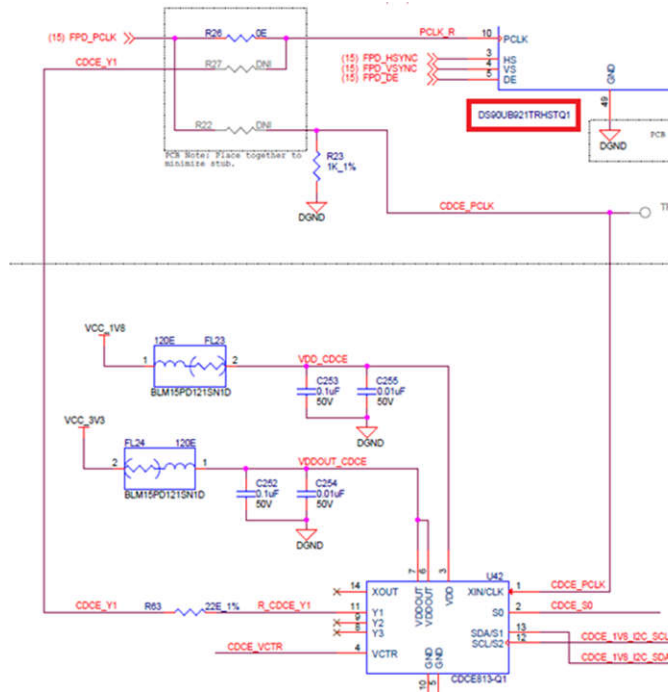 (15) FPD_PCLK
R26
0E
PCLK_R
10
PCLK
CDCE_Y1
R27
DNI
(15) FPD_HSYNC
3
HS
(15) FPD_VSYNC
4
VS
(15) FPD_DE
5
DE
GND
49
R22
DNI
DS90UB921TRHSTQ1
PCB Note: Place together to
minimize stub.
R23
1K_1%
DGND
PCB
DGND
CDCE_PCLK
VCC_1V8
120E
FL23
1
2
VDD_CDCE
BLM15PD121SN1D
C253
0.1uF
50V
C255
0.01uF
50V
DGND
VCC_3V3
FL24
120E
2
1
VDDOUT_CDCE
BLM15PD121SN1D
C252
0.1uF
50V
C254
0.01uF
50V
DGND
7
6
3
U42
VDDOUT
VDDOUT
VDD
14
XOUT
XIN/CLK
1
CDCE_PCLK
CDCE_Y1
R63
22E_1%
R_CDCE_Y1
11
Y1
S0
2
CDCE_S0
9
Y2
8
Y3
SDA/S1
13
SCL/S2
12
CDCE_1V8_I2C_SCL
CDCE_1V8_I2C_SDA
CDCE_VCTR
4
VCTR
GND
GND
10
5
CDCE813-Q1